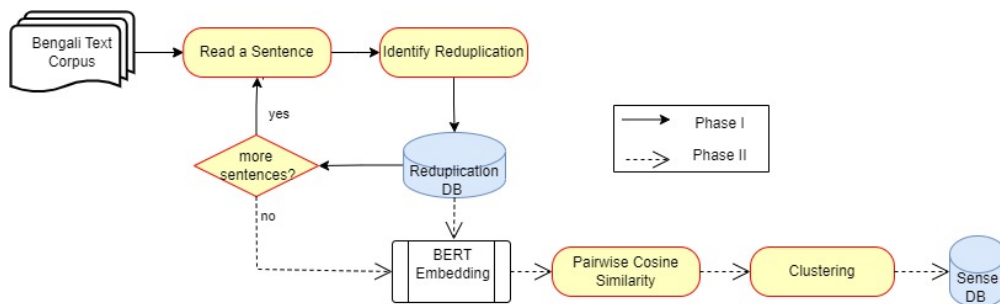 Bengali Text
Corpus
Read a Sentence
Identify Reduplication
yes
more
sentences?
Reduplication
DB
no
Phase I
Phase II
BERT
Embedding
Pairwise Cosine
Similarity
Clustering
Sense
DB